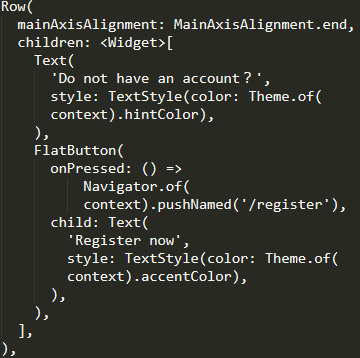 Row(
mainAxisAlignment: MainAxisAlignment.end,
children: <Widget>[
Text(
'Do not have an account？',
style: TextStyle(color: Theme.of(
context).hintColor),
),
FlatButton(
onPressed: () =>
Navigator.of(
context).pushNamed('/register'),
child: Text(
'Register now',
style: TextStyle(color: Theme.of(
context).accentColor),
),
),
],
),